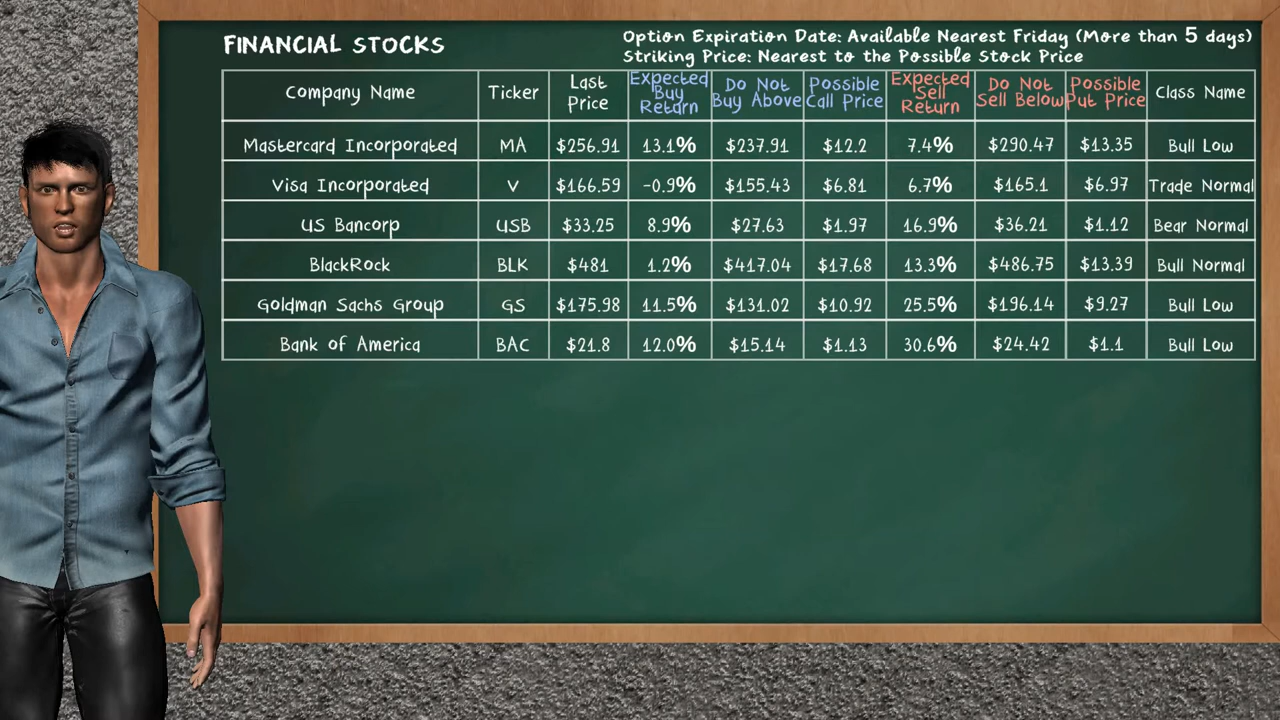 FINANCIAL STOCKS
Option Expiration Date: Available Nearest Friday (More than 5 days)
Striking Price: Nearest to the Possible Stock Price
Company Name Ticker Last Price Expected Buy Return Do Not Buy Above Possible Call Price Expected Sell Return Do Not Sell Below Possible Put Price Class Name
Mastercard Incorporated MA $256.91 13.1% $237.91 $12.2 7.4% $290.47 $13.35 Bull Low
Visa Incorporated V $166.59 -0.9% $155.43 $6.81 6.7% $165.1 $6.97 Trade Normal
US Bancorp USB $33.25 8.9% $27.63 $1.97 16.9% $36.21 $1.12 Bear Normal
BlackRock BLK $481 1.2% $417.04 $17.68 13.3% $486.75 $13.39 Bull Normal
Goldman Sachs Group GS $175.98 11.5% $131.02 $10.92 25.5% $196.14 $9.27 Bull Low
Bank of America BAC $21.8 12.0% $15.14 $1.13 30.6% $24.42 $1.1 Bull Low